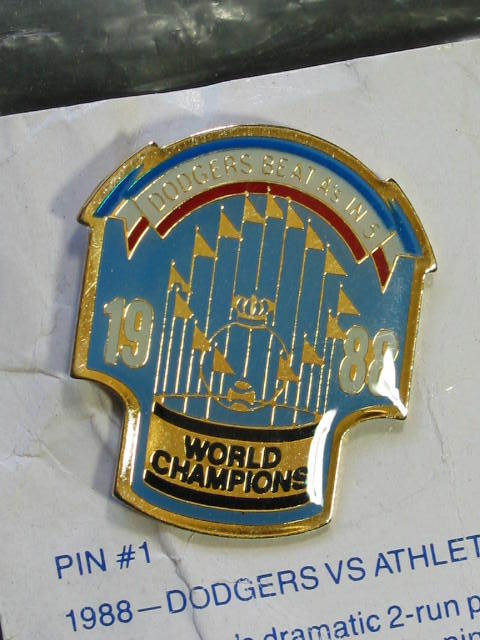 DODGERS BEAT A'S IN 5
19 88
WORLD
CHAMPIONS
PIN #1
1988—DODGERS VS ATHLET
dramatic 2-run p